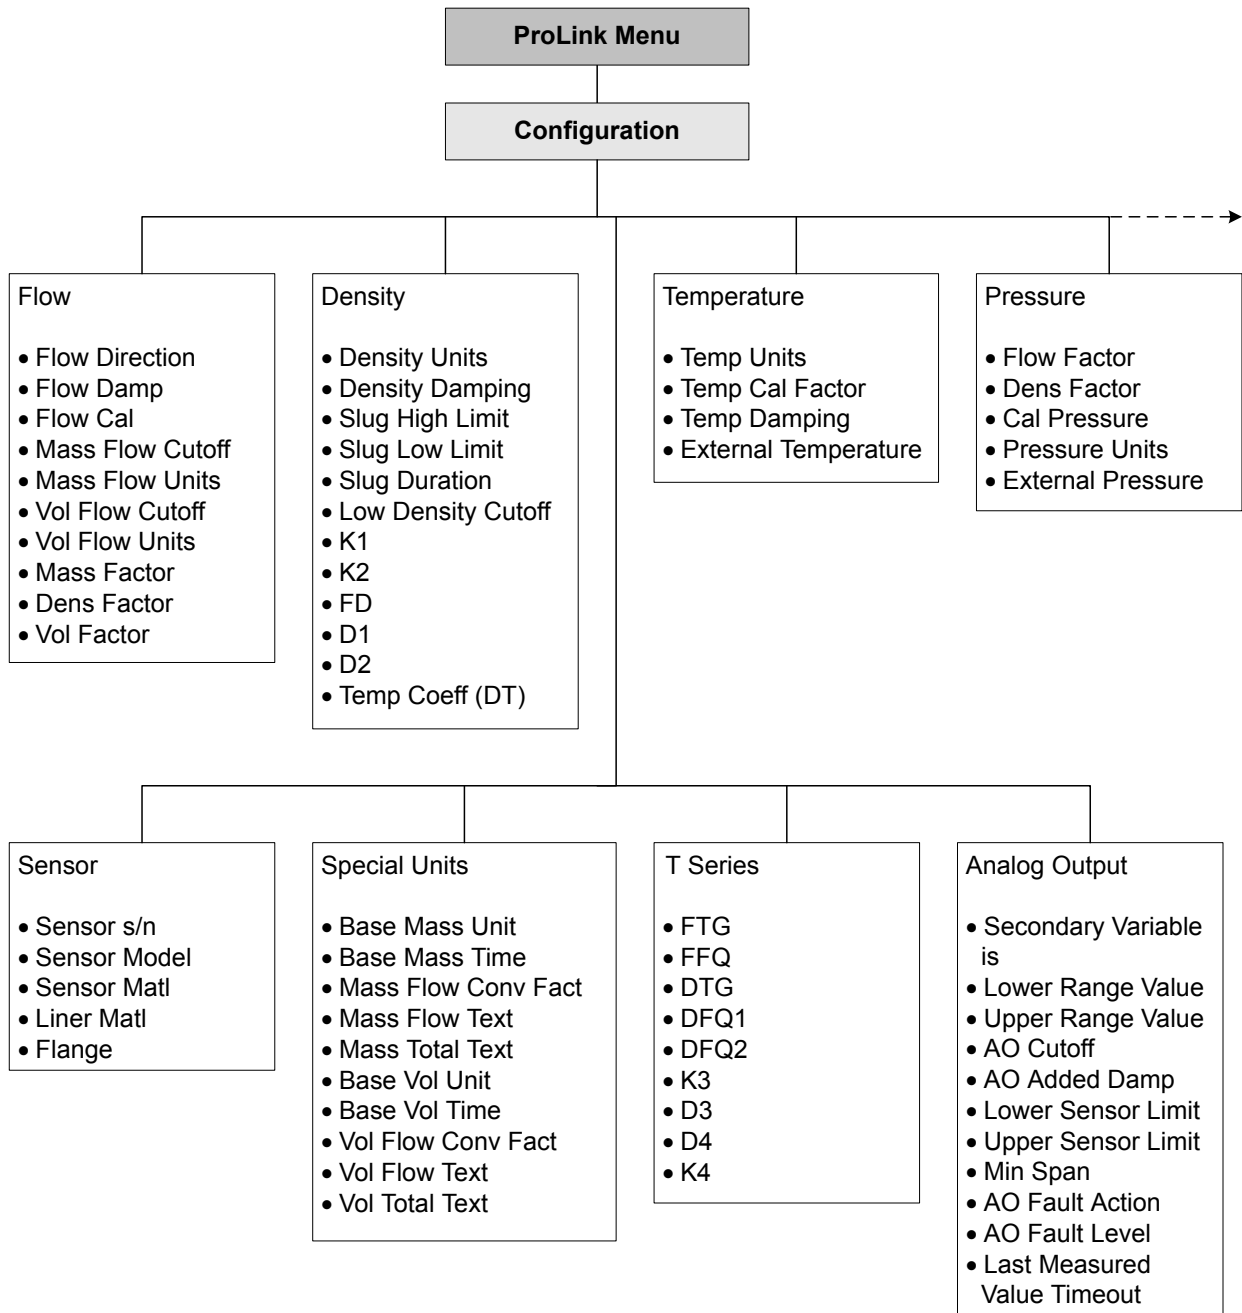 ProLink Menu
Configuration
Flow
• Flow Direction
• Flow Damp
• Flow Cal
• Mass Flow Cutoff
• Mass Flow Units
• Vol Flow Cutoff
• Vol Flow Units
• Mass Factor
• Dens Factor
• Vol Factor
Density
• Density Units
• Density Damping
• Slug High Limit
• Slug Low Limit
• Slug Duration
• Low Density Cutoff
• K1
• K2
• FD
• D1
• D2
• Temp Coeff (DT)
Temperature
• Temp Units
• Temp Cal Factor
• Temp Damping
• External Temperature
Pressure
• Flow Factor
• Dens Factor
• Cal Pressure
• Pressure Units
• External Pressure
Sensor
• Sensor s/n
• Sensor Model
• Sensor Matl
• Liner Matl
• Flange
Special Units
• Base Mass Unit
• Base Mass Time
• Mass Flow Conv Fact
• Mass Flow Text
• Mass Total Text
• Base Vol Unit
• Base Vol Time
• Vol Flow Conv Fact
• Vol Flow Text
• Vol Total Text
T Series
• FTG
• FFQ
• DTG
• DFQ1
• DFQ2
• K3
• D3
• D4
• K4
Analog Output
• Secondary Variable
is
• Lower Range Value
• Upper Range Value
• AO Cutoff
• AO Added Damp
• Lower Sensor Limit
• Upper Sensor Limit
• Min Span
• AO Fault Action
• AO Fault Level
• Last Measured
Value Timeout